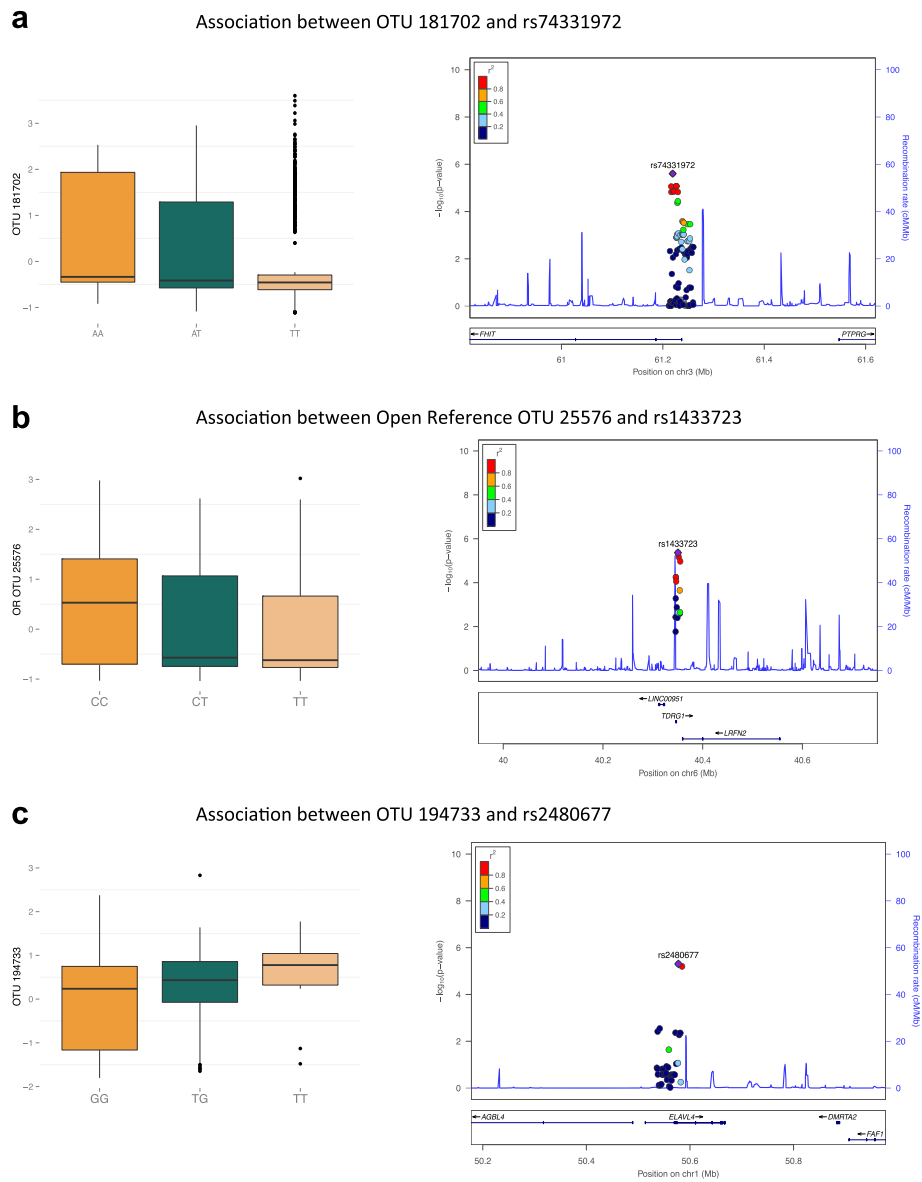 a
Association between OTU 181702 and rs74331972
OTU 181702
3
2
1
0
−1
AA
AT
TT
r²
0.8
0.6
0.4
0.2
rs74331972
−log₁₀(p−value)
10
8
6
4
2
0
Recombination rate (cM/Mb)
100
80
60
40
20
0
←FHIT
PTPRG→
61
61.2
61.4
61.6
Position on chr3 (Mb)
b
Association between Open Reference OTU 25576 and rs1433723
OR OTU 25576
3
2
1
0
−1
CC
CT
TT
r²
0.8
0.6
0.4
0.2
rs1433723
−log₁₀(p−value)
10
8
6
4
2
0
Recombination rate (cM/Mb)
100
80
60
40
20
0
←LINC00951
TDRG1→
←LRFN2
40
40.2
40.4
40.6
Position on chr6 (Mb)
c
Association between OTU 194733 and rs2480677
OTU 194733
3
2
1
0
−1
−2
GG
TG
TT
r²
0.8
0.6
0.4
0.2
rs2480677
−log₁₀(p−value)
10
8
6
4
2
0
Recombination rate (cM/Mb)
100
80
60
40
20
0
←AGBL4
ELAVL4→
←DMRTA2
←FAF1
50.2
50.4
50.6
50.8
Position on chr1 (Mb)